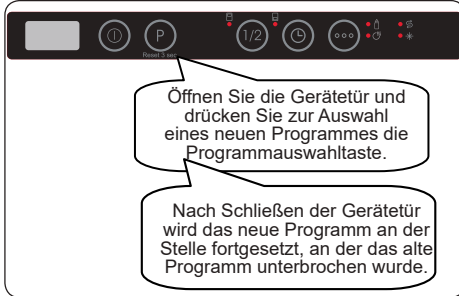 P
1/2
Reset 3 sec
Öffnen Sie die Gerätetür und
drücken Sie zur Auswahl
eines neuen Programmes die
Programmauswahltaste.
Nach Schließen der Gerätetür
wird das neue Programm an der
Stelle fortgesetzt, an der das alte
Programm unterbrochen wurde.